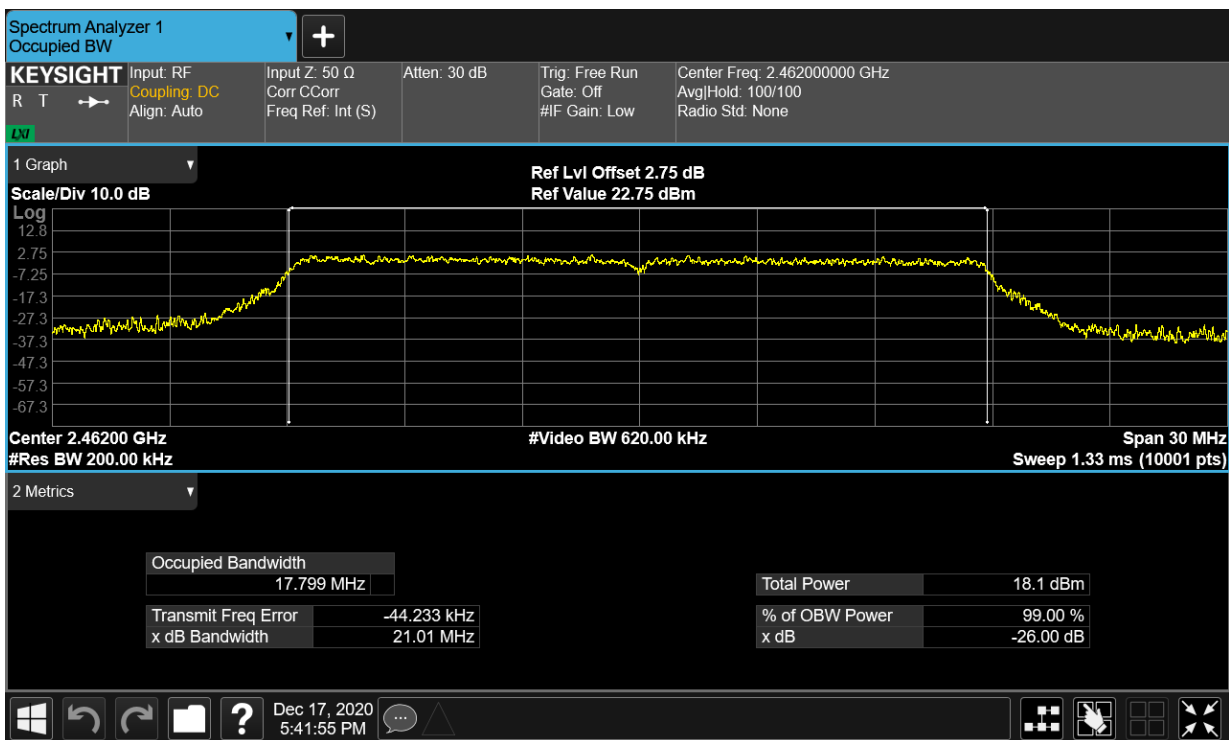 Spectrum Analyzer 1
Occupied BW
KEYSIGHT
R T
LXI
Input: RF
Coupling: DC
Align: Auto
Input Z: 50 Ω
Corr CCorr
Freq Ref: Int (S)
Atten: 30 dB
Trig: Free Run
Gate: Off
#IF Gain: Low
Center Freq: 2.462000000 GHz
Avg|Hold: 100/100
Radio Std: None
1 Graph
Scale/Div 10.0 dB
Ref Lvl Offset 2.75 dB
Ref Value 22.75 dBm
Log
12.8
2.75
-7.25
-17.3
-27.3
-37.3
-47.3
-57.3
-67.3
Center 2.46200 GHz
#Video BW 620.00 kHz
Span 30 MHz
#Res BW 200.00 kHz
Sweep 1.33 ms (10001 pts)
2 Metrics
Occupied Bandwidth
17.799 MHz
Total Power 18.1 dBm
Transmit Freq Error -44.233 kHz
% of OBW Power 99.00 %
x dB Bandwidth 21.01 MHz
x dB -26.00 dB
?
Dec 17, 2020
5:41:55 PM